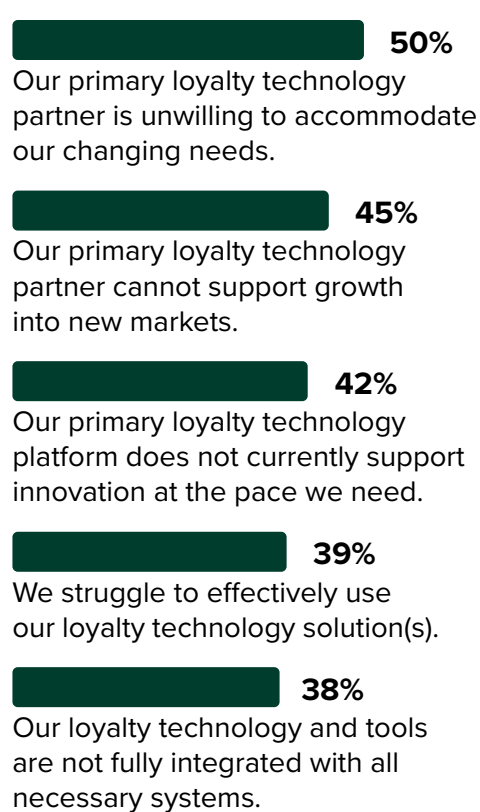 50%
Our primary loyalty technology
partner is unwilling to accommodate
our changing needs.
45%
Our primary loyalty technology
partner cannot support growth
into new markets.
42%
Our primary loyalty technology
platform does not currently support
innovation at the pace we need.
39%
We struggle to effectively use
our loyalty technology solution(s).
38%
Our loyalty technology and tools
are not fully integrated with all
necessary systems.